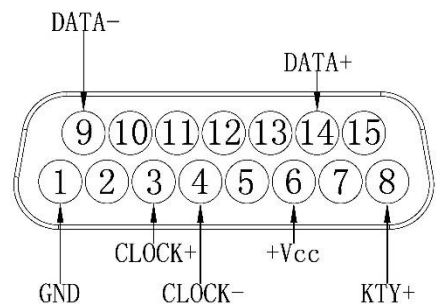 DATA-
DATA+
9 10 11 12 13 14 15
1 2 3 4 5 6 7 8
CLOCK+ +Vcc
GND CLOCK- KTY+